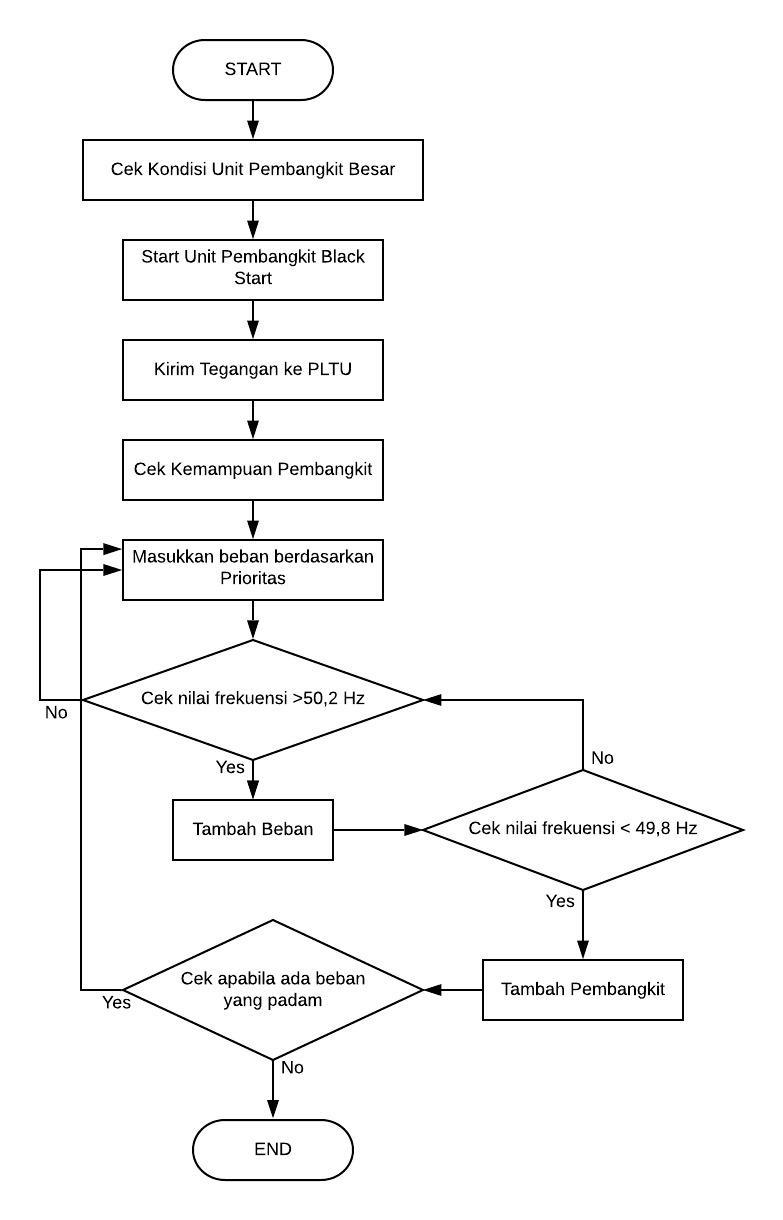 START
Cek Kondisi Unit Pembangkit Besar
Start Unit Pembangkit Black
Start
Kirim Tegangan ke PLTU
Cek Kemampuan Pembangkit
Masukkan beban berdasarkan
Prioritas
Cek nilai frekuensi >50,2 Hz
No
Yes
No
Tambah Beban
Cek nilai frekuensi < 49,8 Hz
Yes
Cek apabila ada beban
yang padam
Tambah Pembangkit
Yes
No
END